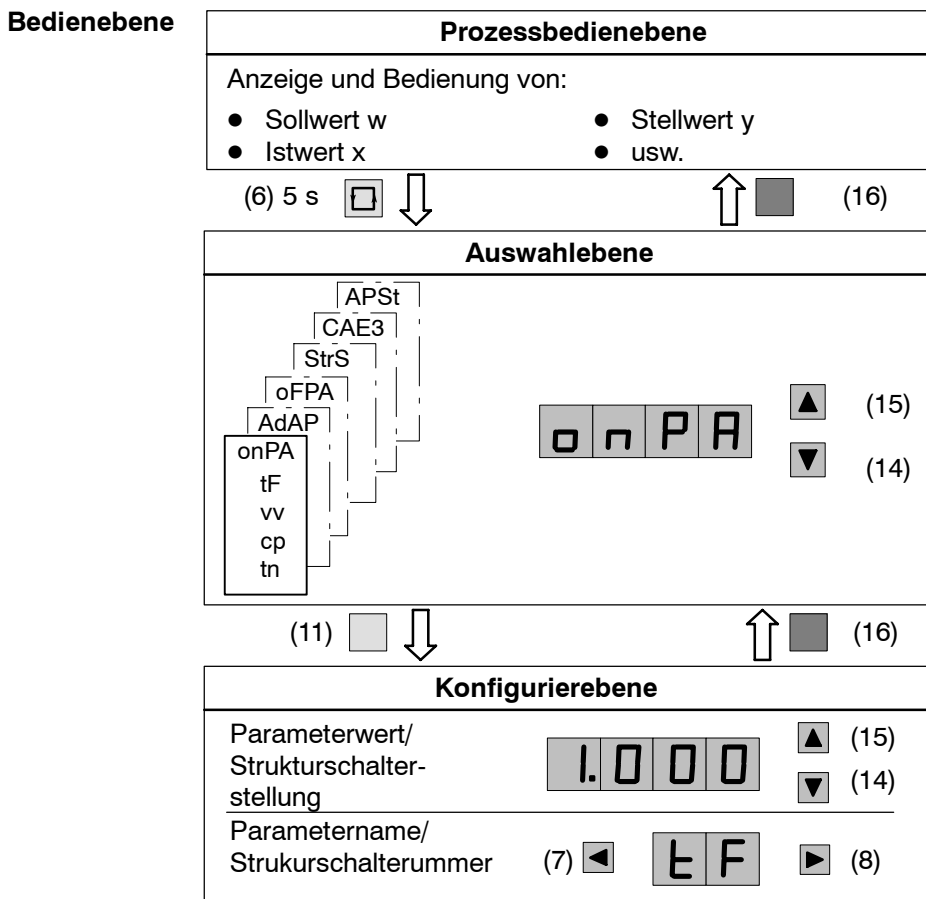 Bedienebene
Prozessbedienebene
Anzeige und Bedienung von:
● Sollwert w
● Stellwert y
● Istwert x
● usw.
(6) 5 s
(16)
Auswahlebene
APSt
CAE3
StrS
oFPA
AdAP
onPA
tF
vv
cp
tn
onPA
(15)
(14)
(11)
(16)
Konfigurierebene
Parameterwert/
Strukturschalter-
stellung
1.000
(15)
(14)
Parametername/
Strukurschalterummer
(7)
tF
(8)